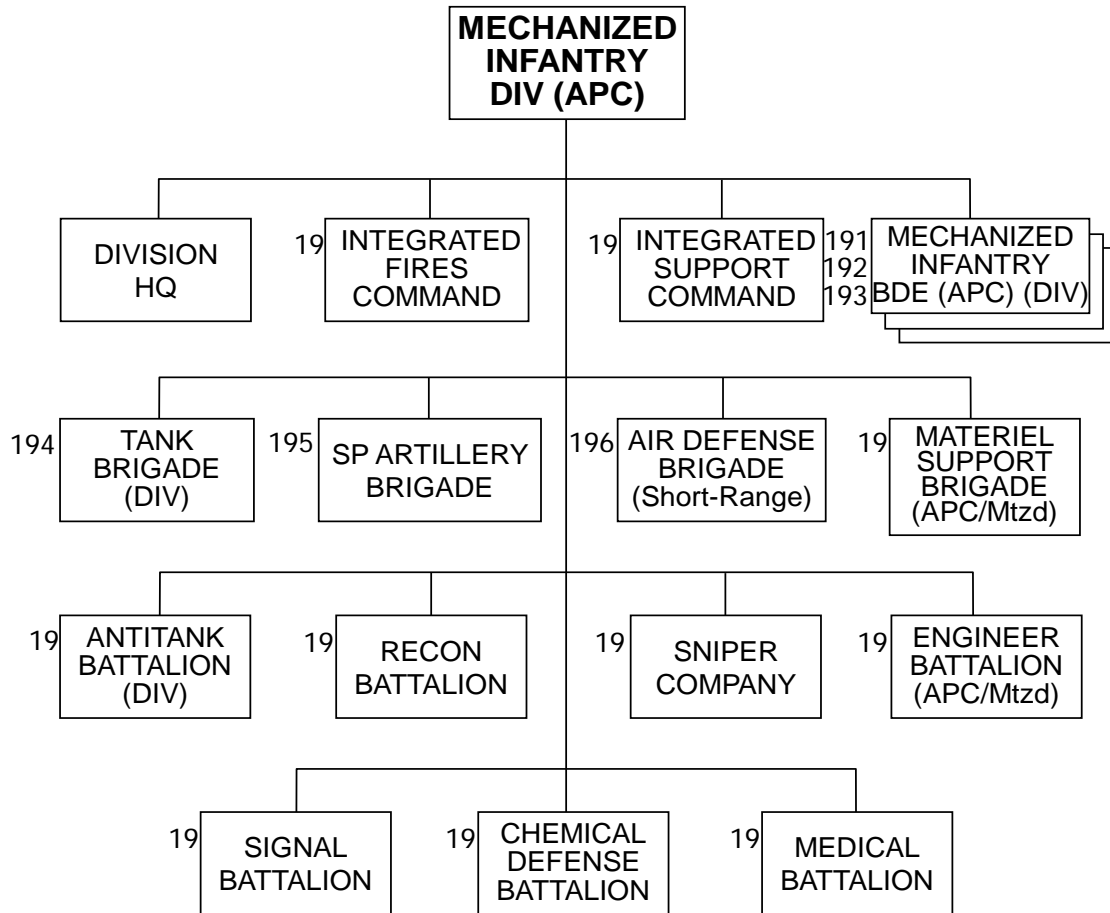 MECHANIZED
INFANTRY
DIV (APC)
DIVISION
HQ
19
INTEGRATED
FIRES
COMMAND
19
INTEGRATED
SUPPORT
COMMAND
191
192
193
MECHANIZED
INFANTRY
BDE (APC) (DIV)
194
TANK
BRIGADE
(DIV)
195
SP ARTILLERY
BRIGADE
196
AIR DEFENSE
BRIGADE
(Short-Range)
19
MATERIEL
SUPPORT
BRIGADE
(APC/Mtzd)
19
ANTITANK
BATTALION
(DIV)
19
RECON
BATTALION
19
SNIPER
COMPANY
19
ENGINEER
BATTALION
(APC/Mtzd)
19
SIGNAL
BATTALION
19
CHEMICAL
DEFENSE
BATTALION
19
MEDICAL
BATTALION